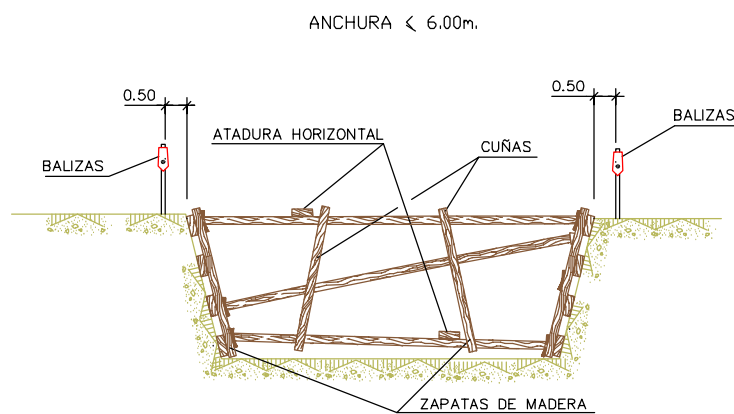 ANCHURA < 6.00m.
0.50
0.50
BALIZAS
ATADURA HORIZONTAL
CUÑAS
BALIZAS
ZAPATAS DE MADERA